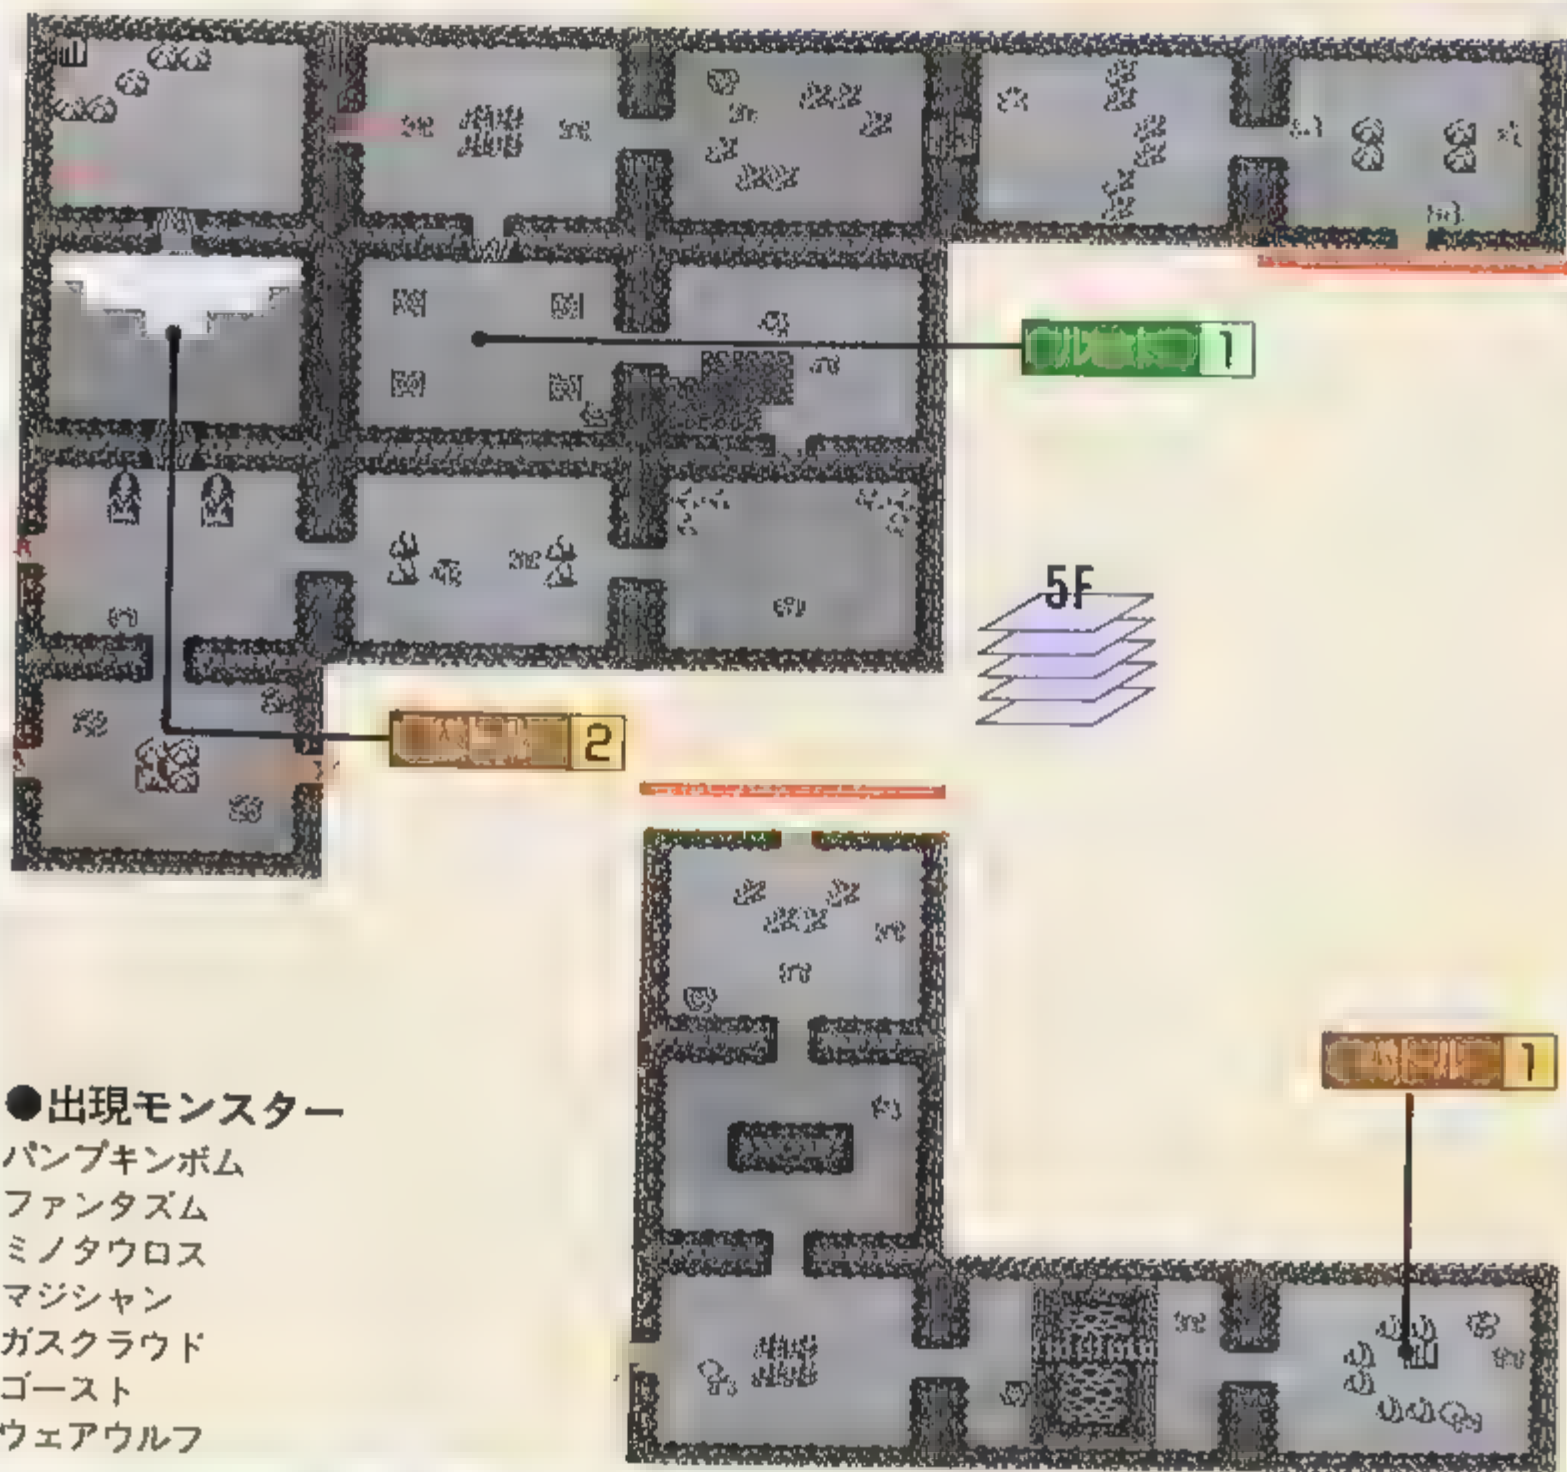 1
5F
2
1
●出現モンスター
パンプキンボム
ファンタズム
ミノタウロス
マジシャン
ガスクラウド
ゴースト
ウェアウルフ